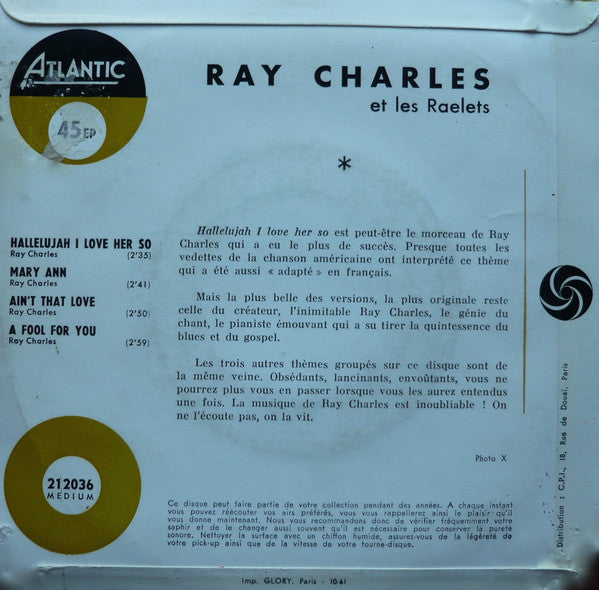 ATLANTIC
45 EP
RAY CHARLES
et les Raelets
*
HALLELUJAH I LOVE HER SO
Ray Charles (2'35)
MARY ANN
Ray Charles (2'41)
AIN'T THAT LOVE
Ray Charles (2'50)
A FOOL FOR YOU
Ray Charles (2'59)
Hallelujah I love her so est peut-être le morceau de Ray
Charles qui a eu le plus de succès. Presque toutes les
vedettes de la chanson américaine ont interprété ce thème
qui a été aussi « adapté » en français.
Mais la plus belle des versions, la plus originale reste
celle du créateur, l'inimitable Ray Charles, le génie du
chant, le pianiste émouvant qui a su tirer la quintessence du
blues et du gospel.
Les trois autres thèmes groupés sur ce disque sont de
la même veine. Obsédants, lancinants, envoûtants, vous ne
pourrez plus vous en passer lorsque vous les aurez entendus
une fois. La musique de Ray Charles est inoubliable ! On
ne l'écoute pas, on la vit.
Photo X
212036
MEDIUM
Ce disque peut faire partie de votre collection pendant des années. A chaque instant
vous pouvez réécouter vos airs préférés, vous vous rappellerez ainsi le plaisir qu'il
vous donne maintenant. Nous vous recommandons donc de vérifier fréquemment votre
saphir et de le changer aussi souvent qu'il est nécessaire pour conserver la pureté
sonore. Nettoyer la surface avec un chiffon humide, assurez-vous de la légèreté de
votre pick-up ainsi que de la vitesse de votre tourne-disque.
Distribution : C.P.I., 18, Rue de Douai, Paris
Imp. GLORY. Paris - 10-61